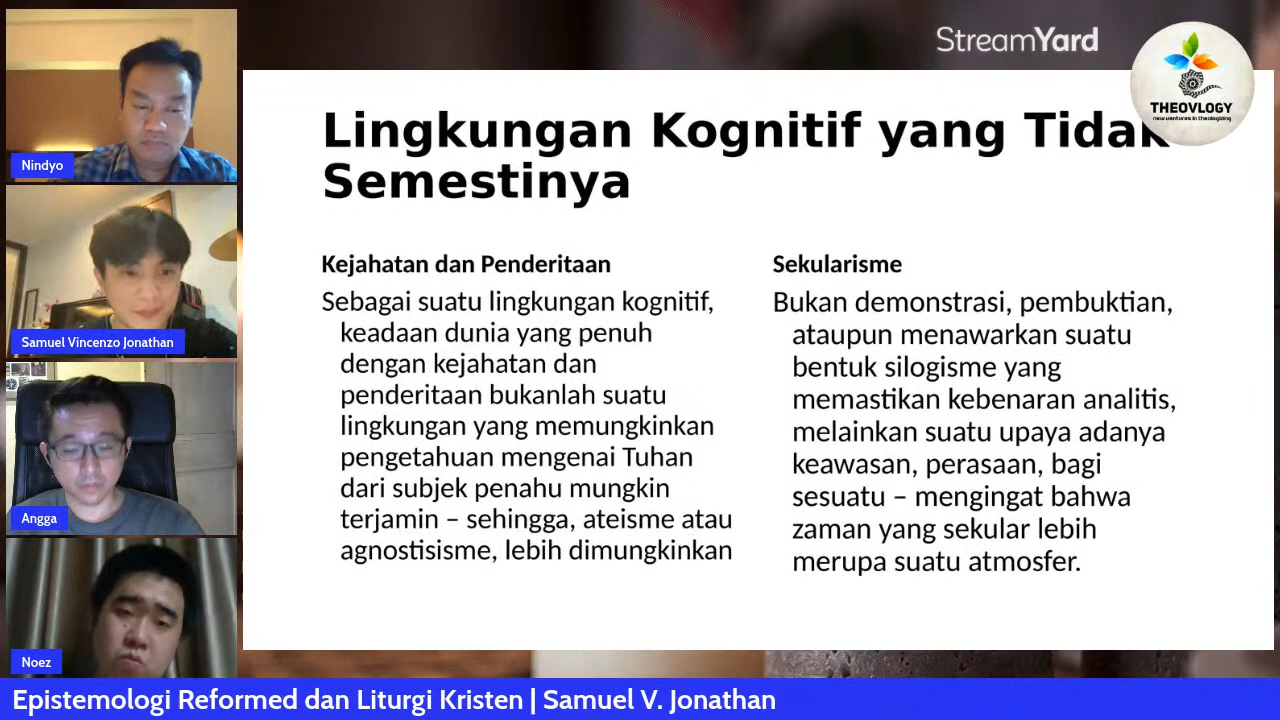 StreamYard
THEOVLOGY
new ventures in theologizing
Lingkungan Kognitif yang Tidak
Semestinya
Kejahatan dan Penderitaan
Sebagai suatu lingkungan kognitif,
keadaan dunia yang penuh
dengan kejahatan dan
penderitaan bukanlah suatu
lingkungan yang memungkinkan
pengetahuan mengenai Tuhan
dari subjek penahu mungkin
terjamin – sehingga, ateisme atau
agnostisisme, lebih dimungkinkan
Sekularisme
Bukan demonstrasi, pembuktian,
ataupun menawarkan suatu
bentuk silogisme yang
memastikan kebenaran analitis,
melainkan suatu upaya adanya
keawasan, perasaan, bagi
sesuatu – mengingat bahwa
zaman yang sekular lebih
merupa suatu atmosfer.
Nindyo
Samuel Vincenzo Jonathan
Angga
Noez
Epistemologi Reformed dan Liturgi Kristen | Samuel V. Jonathan